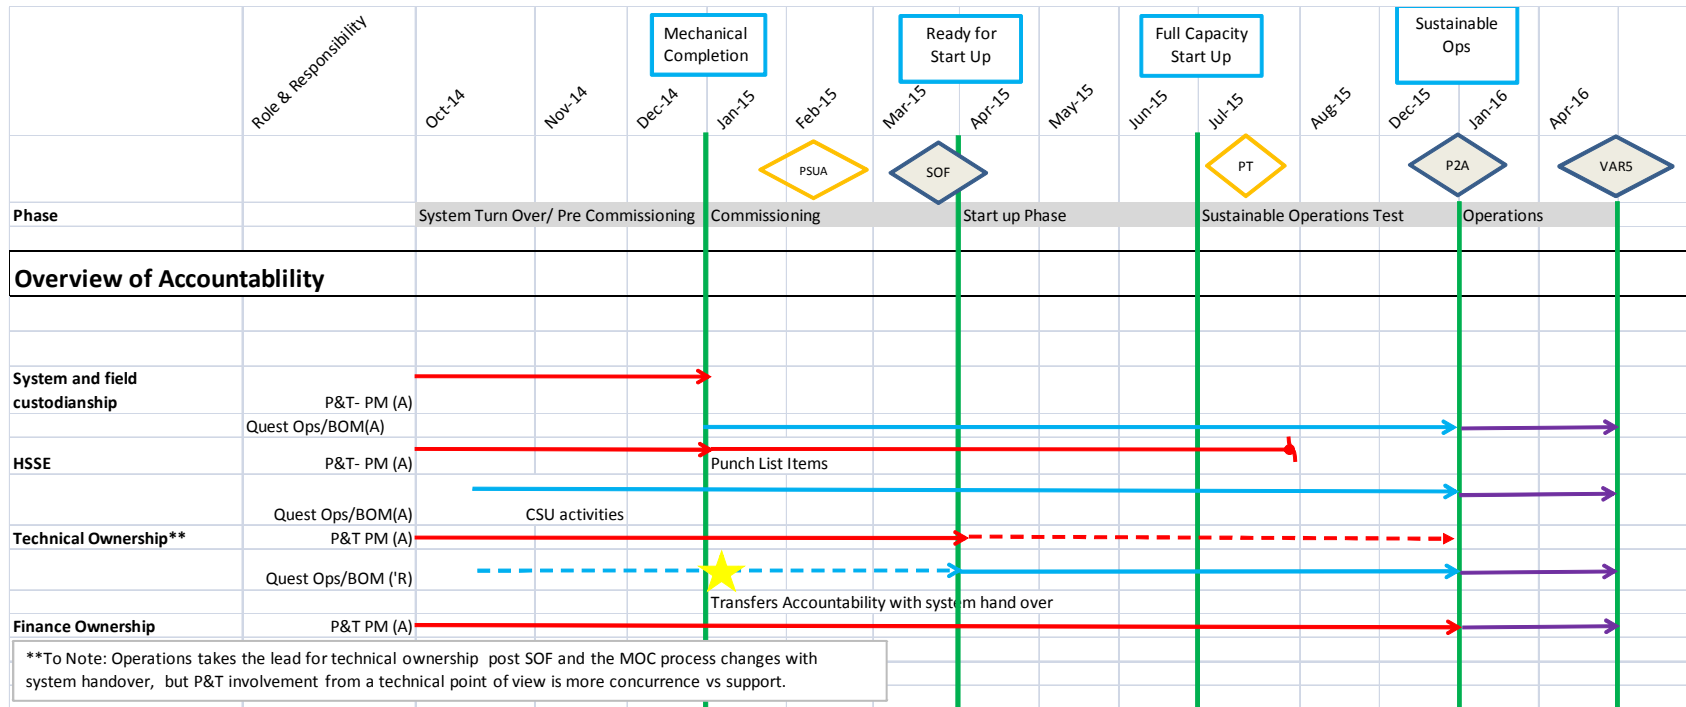 Mechanical
Completion
Ready for
Start Up
Full Capacity
Start Up
Sustainable
Ops
Role & Responsibility
Oct-14
Nov-14
Dec-14
Jan-15
Feb-15
Mar-15
Apr-15
May-15
Jun-15
Jul-15
Aug-15
Dec-15
Jan-16
Apr-16
PSUA
SOF
PT
P2A
VAR5
Phase
System Turn Over/ Pre Commissioning
Commissioning
Start up Phase
Sustainable Operations Test
Operations
Overview of Accountablility
System and field
custodianship
P&T- PM (A)
Quest Ops/BOM(A)
HSSE
P&T- PM (A)
Punch List Items
Quest Ops/BOM(A)
CSU activities
Technical Ownership**
P&T PM (A)
Quest Ops/BOM ('R)
Transfers Accountability with system hand over
Finance Ownership
P&T PM (A)
**To Note: Operations takes the lead for technical ownership post SOF and the MOC process changes with
system handover, but P&T involvement from a technical point of view is more concurrence vs support.